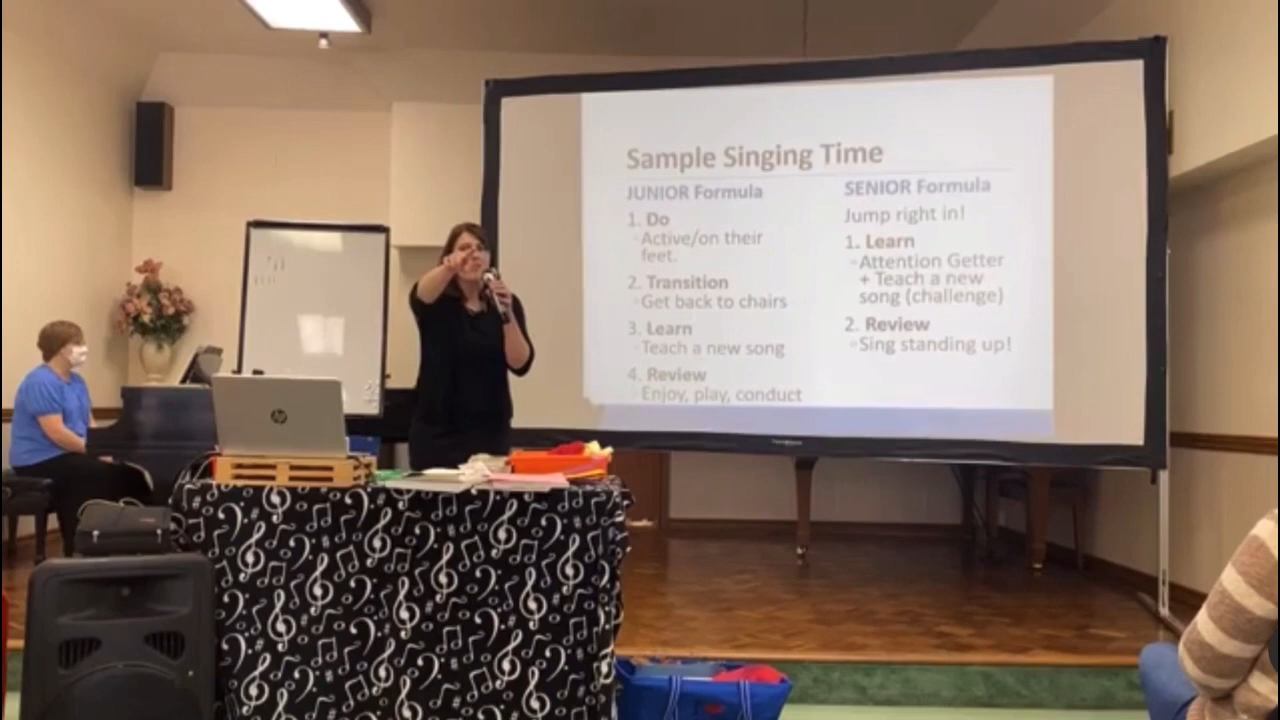 Sample Singing Time
JUNIOR Formula
1. Do
Active/on their
feet.
2. Transition
Get back to chairs
3. Learn
Teach a new song
4. Review
Enjoy, play, conduct
SENIOR Formula
Jump right in!
1. Learn
Attention Getter
+ Teach a new
song (challenge)
2. Review
Sing standing up!
hp